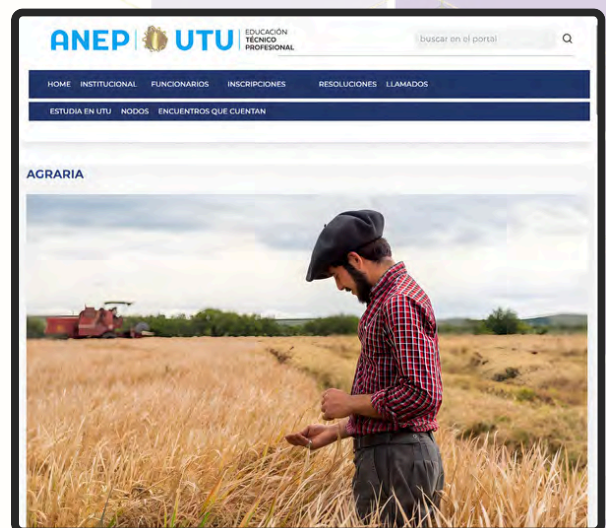 ANEP UTU EDUCACIÓN
TÉCNICO
PROFESIONAL
buscar en el portal
HOME INSTITUCIONAL FUNCIONARIOS INSCRIPCIONES RESOLUCIONES LLAMADOS
ESTUDIA EN UTU NODOS ENCUENTROS QUE CUENTAN
AGRARIA